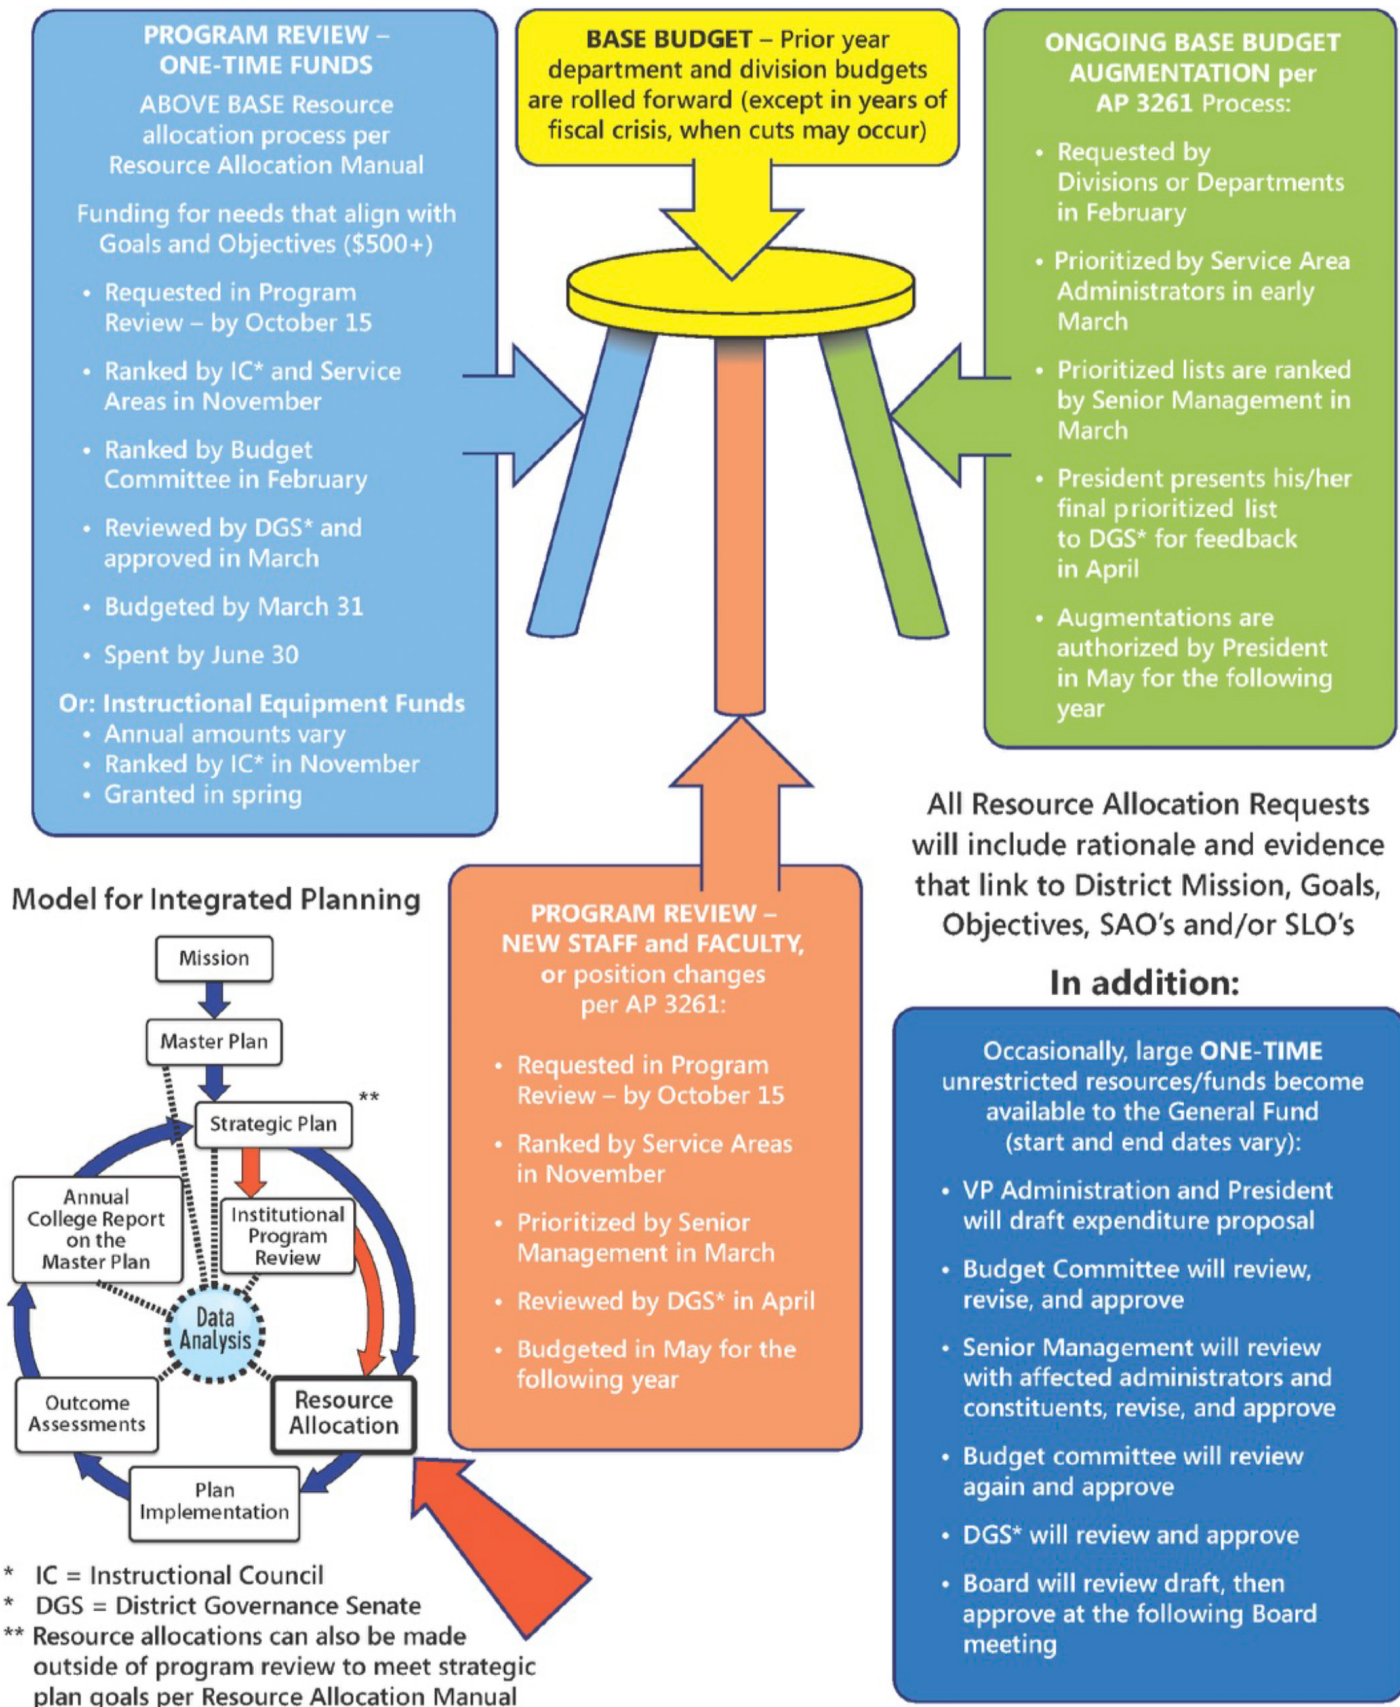 PROGRAM REVIEW –
ONE-TIME FUNDS
ABOVE BASE Resource
allocation process per
Resource Allocation Manual
Funding for needs that align with
Goals and Objectives ($500+)
• Requested in Program
Review – by October 15
• Ranked by IC* and Service
Areas in November
• Ranked by Budget
Committee in February
• Reviewed by DGS* and
approved in March
• Budgeted by March 31
• Spent by June 30
Or: Instructional Equipment Funds
• Annual amounts vary
• Ranked by IC* in November
• Granted in spring
BASE BUDGET – Prior year
department and division budgets
are rolled forward (except in years of
fiscal crisis, when cuts may occur)
ONGOING BASE BUDGET
AUGMENTATION per
AP 3261 Process:
• Requested by
Divisions or Departments
in February
• Prioritized by Service Area
Administrators in early
March
• Prioritized lists are ranked
by Senior Management in
March
• President presents his/her
final prioritized list
to DGS* for feedback
in April
• Augmentations are
authorized by President
in May for the following
year
All Resource Allocation Requests
will include rationale and evidence
that link to District Mission, Goals,
Objectives, SAO's and/or SLO's
Model for Integrated Planning
Mission
Master Plan
Strategic Plan
**
Annual
College Report
on the
Master Plan
Institutional
Program
Review
Data
Analysis
Outcome
Assessments
Resource
Allocation
Plan
Implementation
* IC = Instructional Council
* DGS = District Governance Senate
** Resource allocations can also be made
outside of program review to meet strategic
plan goals per Resource Allocation Manual
PROGRAM REVIEW –
NEW STAFF and FACULTY,
or position changes
per AP 3261:
• Requested in Program
Review – by October 15
• Ranked by Service Areas
in November
• Prioritized by Senior
Management in March
• Reviewed by DGS* in April
• Budgeted in May for the
following year
In addition:
Occasionally, large ONE-TIME
unrestricted resources/funds become
available to the General Fund
(start and end dates vary):
• VP Administration and President
will draft expenditure proposal
• Budget Committee will review,
revise, and approve
• Senior Management will review
with affected administrators and
constituents, revise, and approve
• Budget committee will review
again and approve
• DGS* will review and approve
• Board will review draft, then
approve at the following Board
meeting